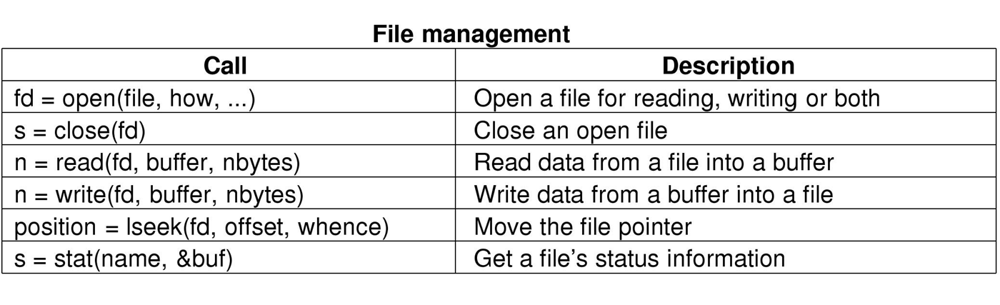 File management
Call Description
fd = open(file, how, ...) Open a file for reading, writing or both
s = close(fd) Close an open file
n = read(fd, buffer, nbytes) Read data from a file into a buffer
n = write(fd, buffer, nbytes) Write data from a buffer into a file
position = lseek(fd, offset, whence) Move the file pointer
s = stat(name, &buf) Get a file’s status information